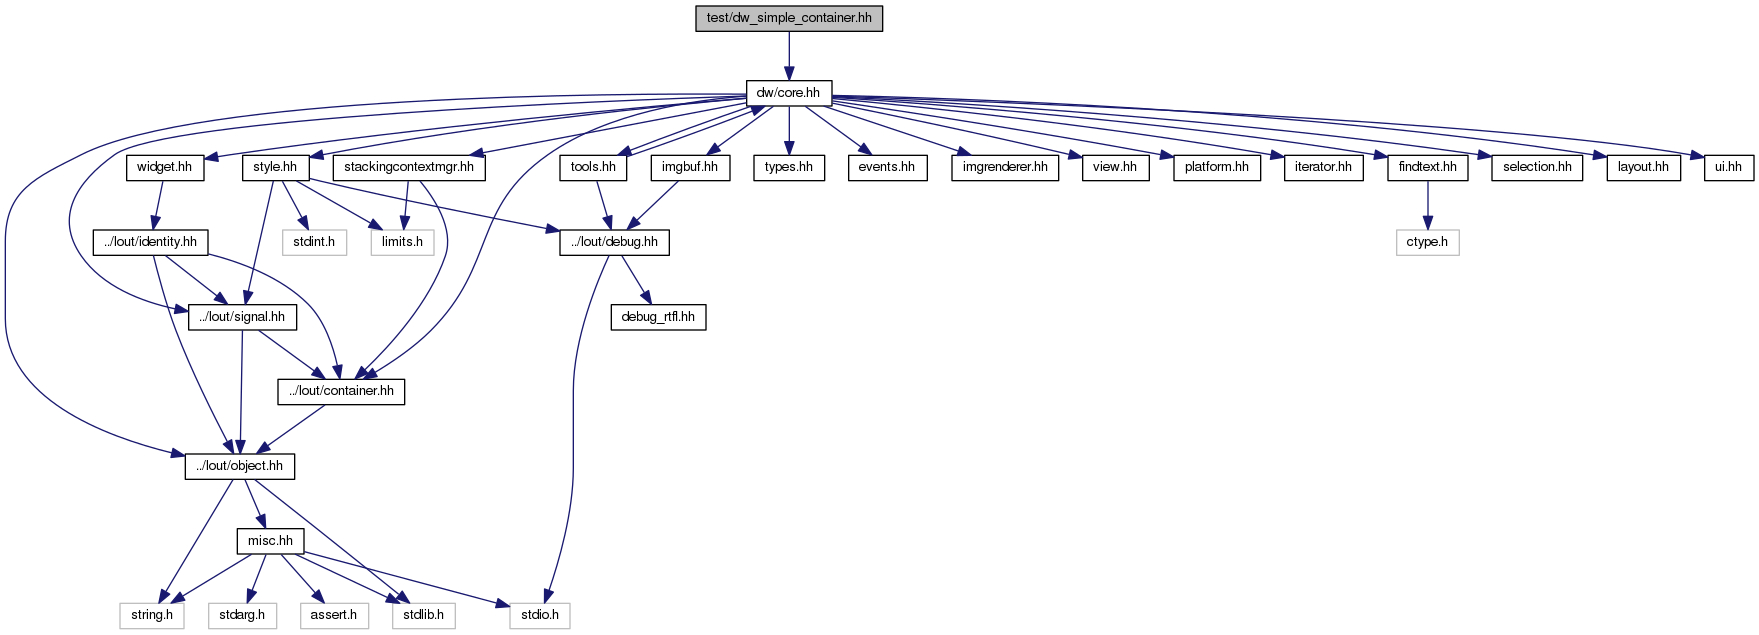 test/dw_simple_container.hh
dw/core.hh
widget.hh
style.hh
stackingcontextmgr.hh
tools.hh
imgbuf.hh
types.hh
events.hh
imgrenderer.hh
view.hh
platform.hh
iterator.hh
findtext.hh
selection.hh
layout.hh
ui.hh
../lout/identity.hh
stdint.h
limits.h
../lout/debug.hh
ctype.h
../lout/signal.hh
debug_rtfl.hh
../lout/container.hh
../lout/object.hh
misc.hh
string.h
stdarg.h
assert.h
stdlib.h
stdio.h